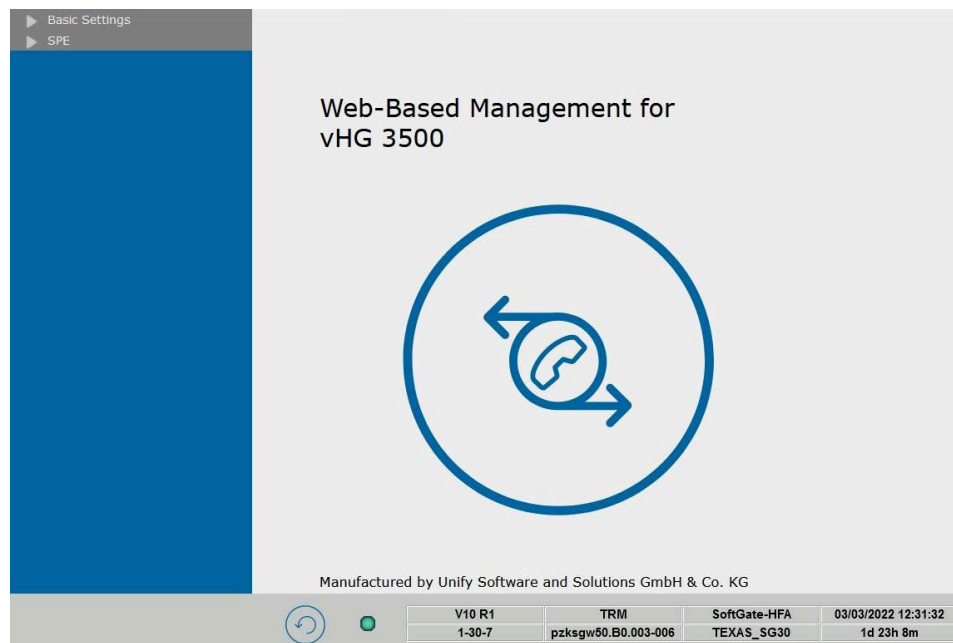 Basic Settings
SPE
Web-Based Management for
vHG 3500
Manufactured by Unify Software and Solutions GmbH & Co. KG
V10 R1 TRM SoftGate-HFA 03/03/2022 12:31:32
1-30-7 pzksgw50.B0.003-006 TEXAS_SG30 1d 23h 8m